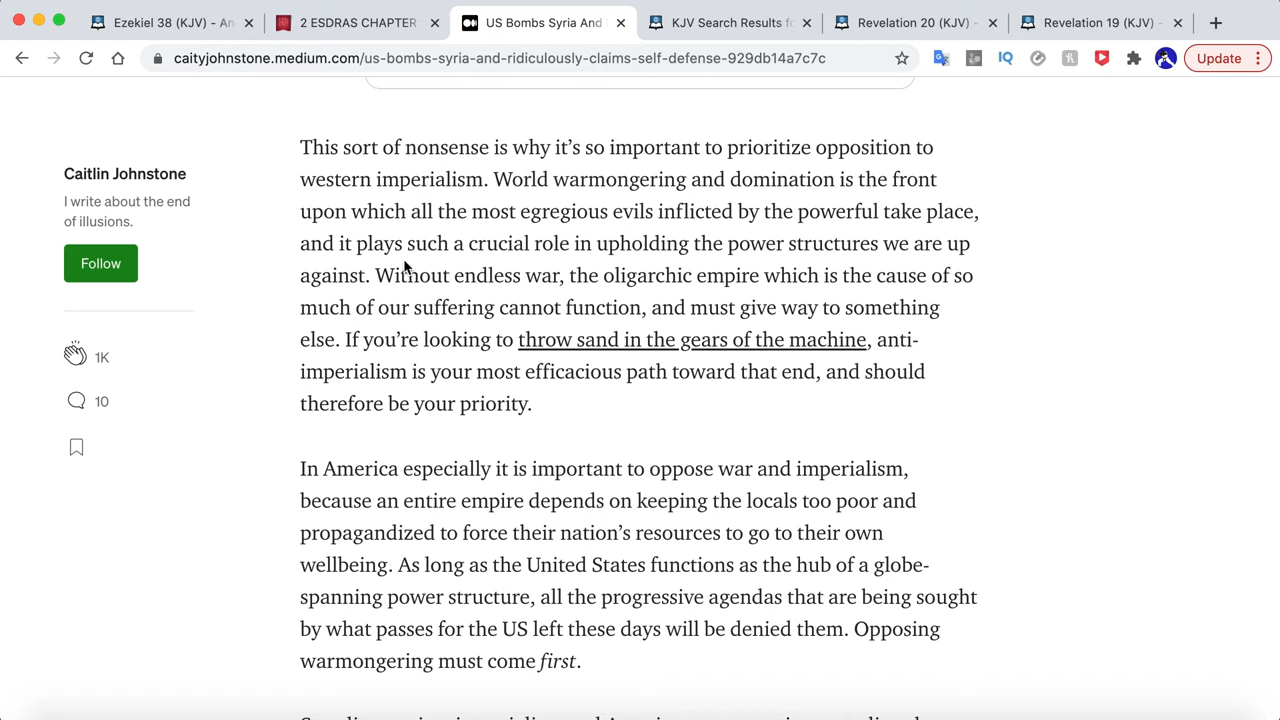 Ezekiel 38 (KJV) - An
2 ESDRAS CHAPTER
US Bombs Syria And
KJV Search Results fo
Revelation 20 (KJV) -
Revelation 19 (KJV) -
caityjohnstone.medium.com/us-bombs-syria-and-ridiculously-claims-self-defense-929db14a7c7c
IQ
Update
Caitlin Johnstone
I write about the end
of illusions.
Follow
1K
10
This sort of nonsense is why it’s so important to prioritize opposition to
western imperialism. World warmongering and domination is the front
upon which all the most egregious evils inflicted by the powerful take place,
and it plays such a crucial role in upholding the power structures we are up
against. Without endless war, the oligarchic empire which is the cause of so
much of our suffering cannot function, and must give way to something
else. If you’re looking to throw sand in the gears of the machine, anti-
imperialism is your most efficacious path toward that end, and should
therefore be your priority.
In America especially it is important to oppose war and imperialism,
because an entire empire depends on keeping the locals too poor and
propagandized to force their nation’s resources to go to their own
wellbeing. As long as the United States functions as the hub of a globe-
spanning power structure, all the progressive agendas that are being sought
by what passes for the US left these days will be denied them. Opposing
warmongering must come first.